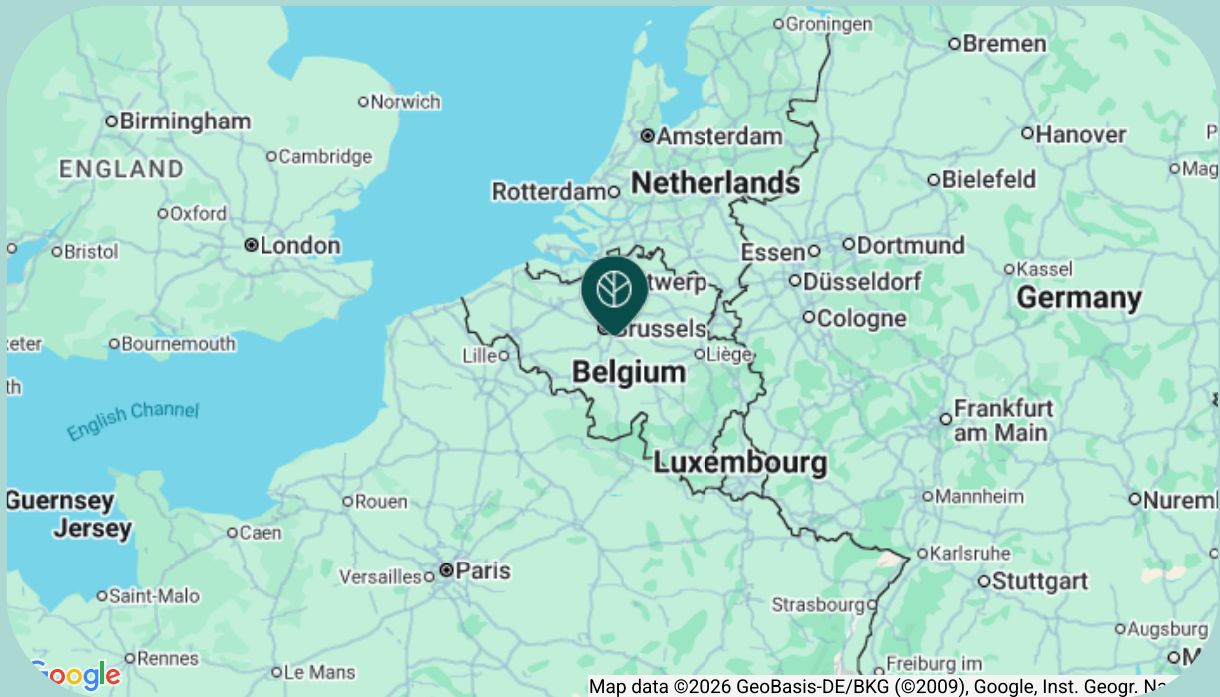 Groningen
Bremen
Norwich
Birmingham
Amsterdam
Hanover
Cambridge
ENGLAND
Mag
Netherlands
Bielefeld
Rotterdam
Oxford
London
Dortmund
Bristol
Essen
Kassel
twerp
Düsseldorf
Germany
Cologne
Brussels
xeter
Bournemouth
Lille
Liège
Belgium
th
English Channel
Frankfurt
am Main
Luxembourg
Mannheim
Guernsey
Rouen
Nuremb
Jersey
Caen
Karlsruhe
Versailles
Paris
Stuttgart
Saint-Malo
Strasbourg
Augsburg
Rennes
M
Freiburg im
Le Mans
Google
Map data ©2026 GeoBasis-DE/BKG (©2009), Google, Inst. Geogr. Na